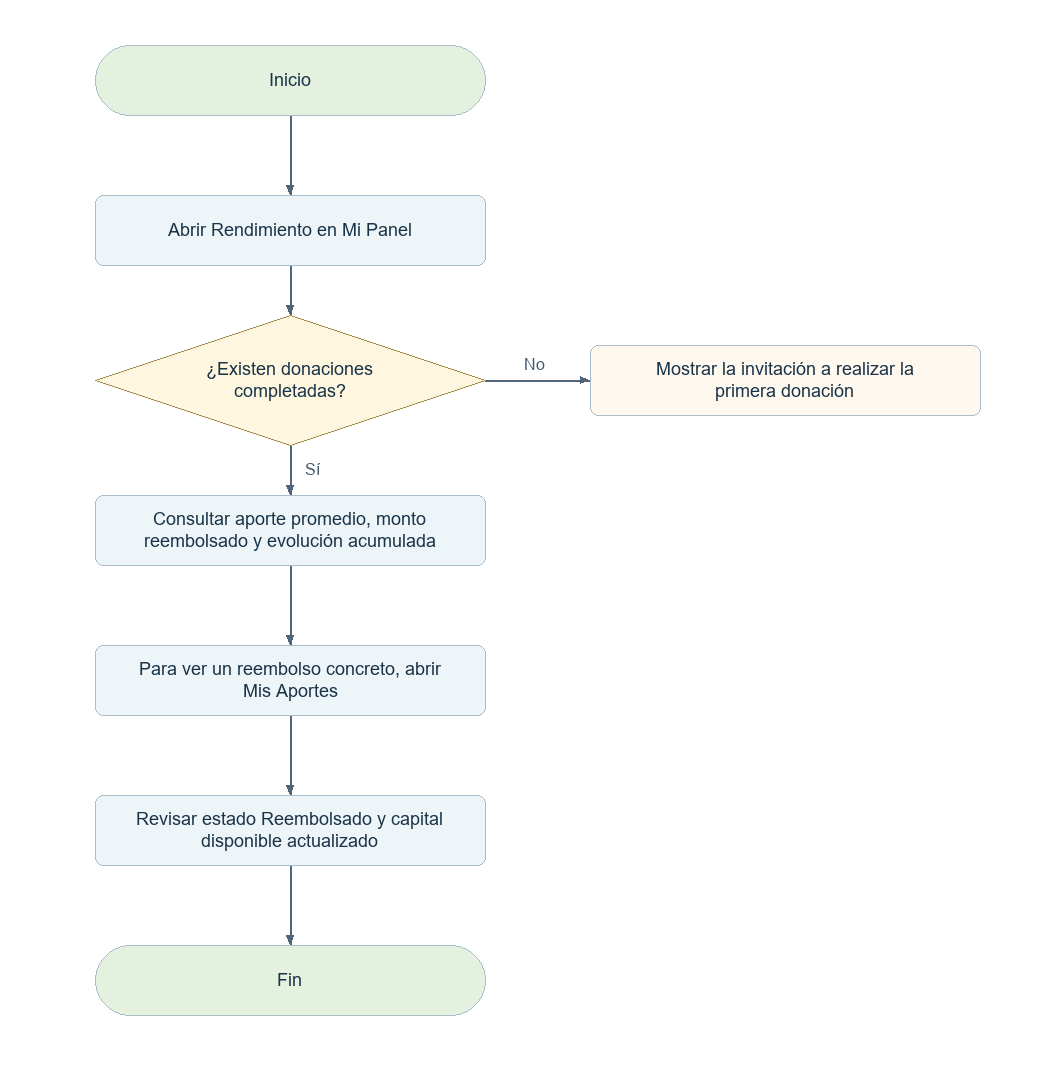 Inicio
Abrir Rendimiento en Mi Panel
¿Existen donaciones
completadas?
No
Mostrar la invitación a realizar la
primera donación
Sí
Consultar aporte promedio, monto
reembolsado y evolución acumulada
Para ver un reembolso concreto, abrir
Mis Aportes
Revisar estado Reembolsado y capital
disponible actualizado
Fin